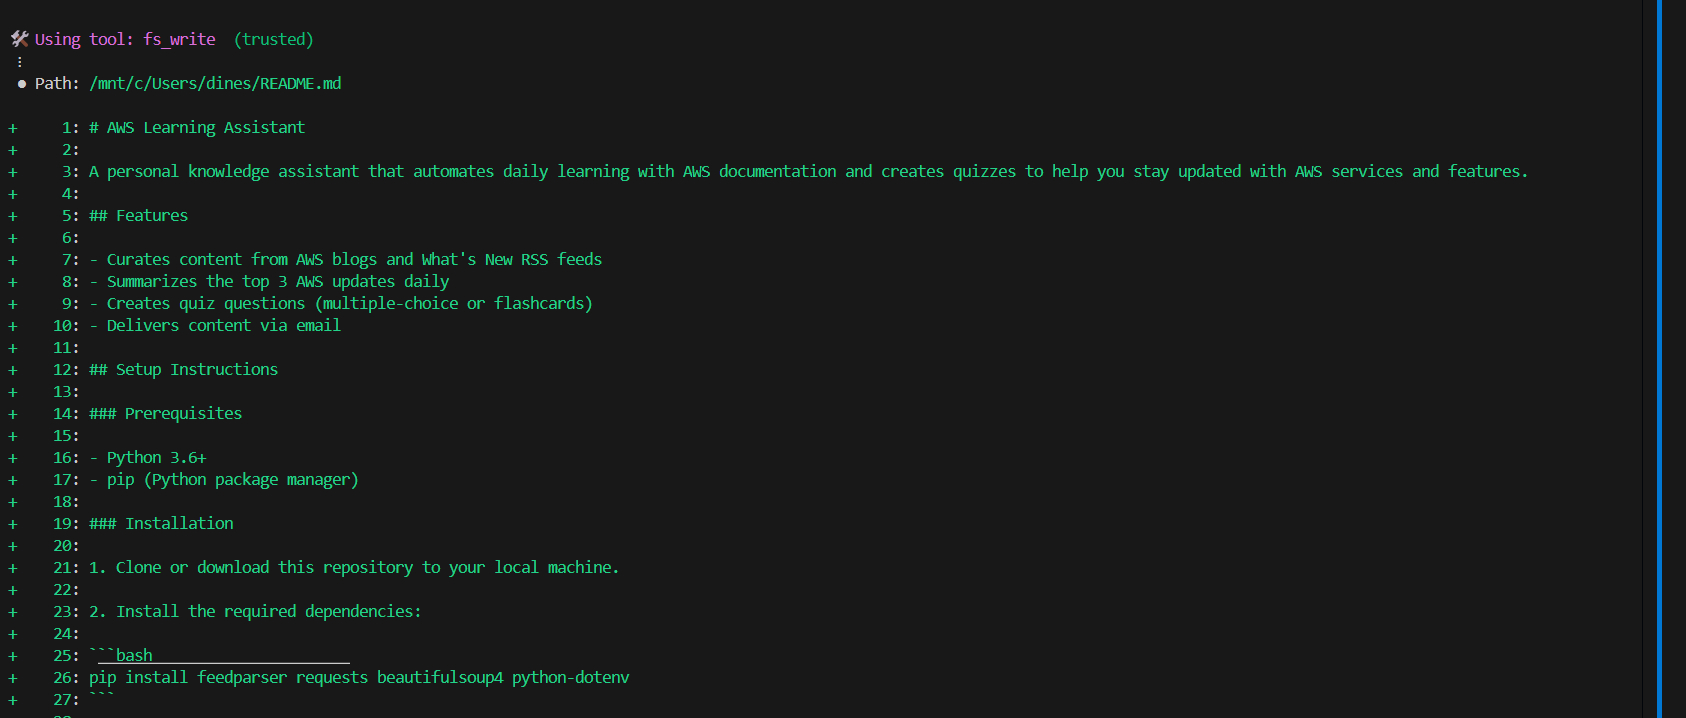 🛠️ Using tool: fs_write (trusted)
⋮
● Path: /mnt/c/Users/dines/README.md
+ 1: # AWS Learning Assistant
+ 2:
+ 3: A personal knowledge assistant that automates daily learning with AWS documentation and creates quizzes to help you stay updated with AWS services and features.
+ 4:
+ 5: ## Features
+ 6:
+ 7: - Curates content from AWS blogs and What's New RSS feeds
+ 8: - Summarizes the top 3 AWS updates daily
+ 9: - Creates quiz questions (multiple-choice or flashcards)
+ 10: - Delivers content via email
+ 11:
+ 12: ## Setup Instructions
+ 13:
+ 14: ### Prerequisites
+ 15:
+ 16: - Python 3.6+
+ 17: - pip (Python package manager)
+ 18:
+ 19: ### Installation
+ 20:
+ 21: 1. Clone or download this repository to your local machine.
+ 22:
+ 23: 2. Install the required dependencies:
+ 24:
+ 25: ```bash
+ 26: pip install feedparser requests beautifulsoup4 python-dotenv
+ 27: ```